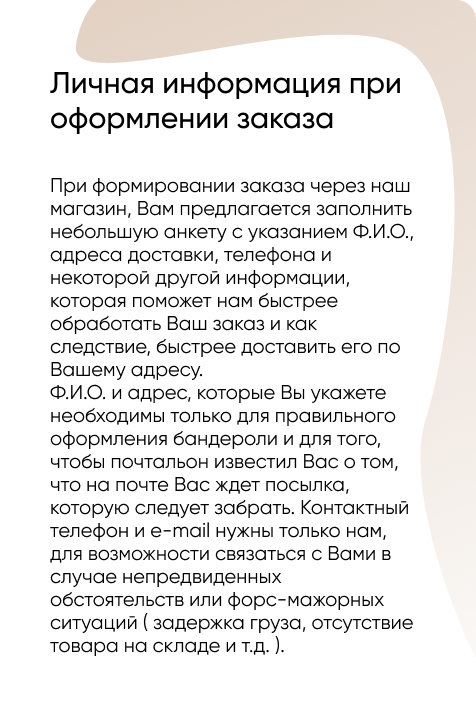 Личная информация при
оформлении заказа
При формировании заказа через наш
магазин, Вам предлагается заполнить
небольшую анкету с указанием Ф.И.О.,
адреса доставки, телефона и
некоторой другой информации,
которая поможет нам быстрее
обработать Ваш заказ и как
следствие, быстрее доставить его по
Вашему адресу.
Ф.И.О. и адрес, которые Вы укажете
необходимы только для правильного
оформления бандероли и для того,
чтобы почтальон известил Вас о том,
что на почте Вас ждет посылка,
которую следует забрать. Контактный
телефон и e-mail нужны только нам,
для возможности связаться с Вами в
случае непредвиденных
обстоятельств или форс-мажорных
ситуаций ( задержка груза, отсутствие
товара на складе и т.д. ).